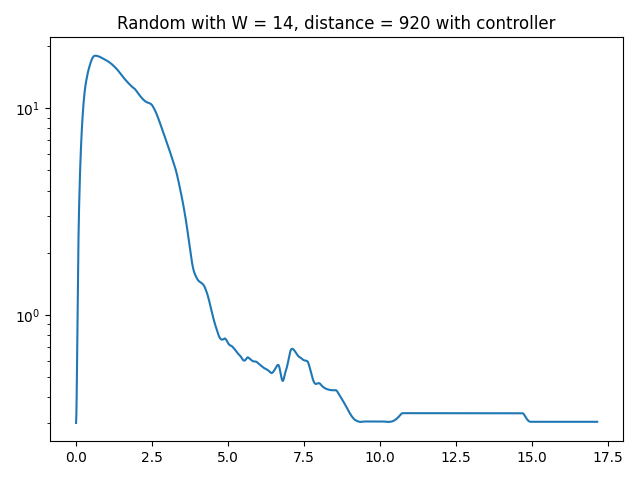 Random with W = 14, distance = 920 with controller
10¹
10⁰
0.0 2.5 5.0 7.5 10.0 12.5 15.0 17.5